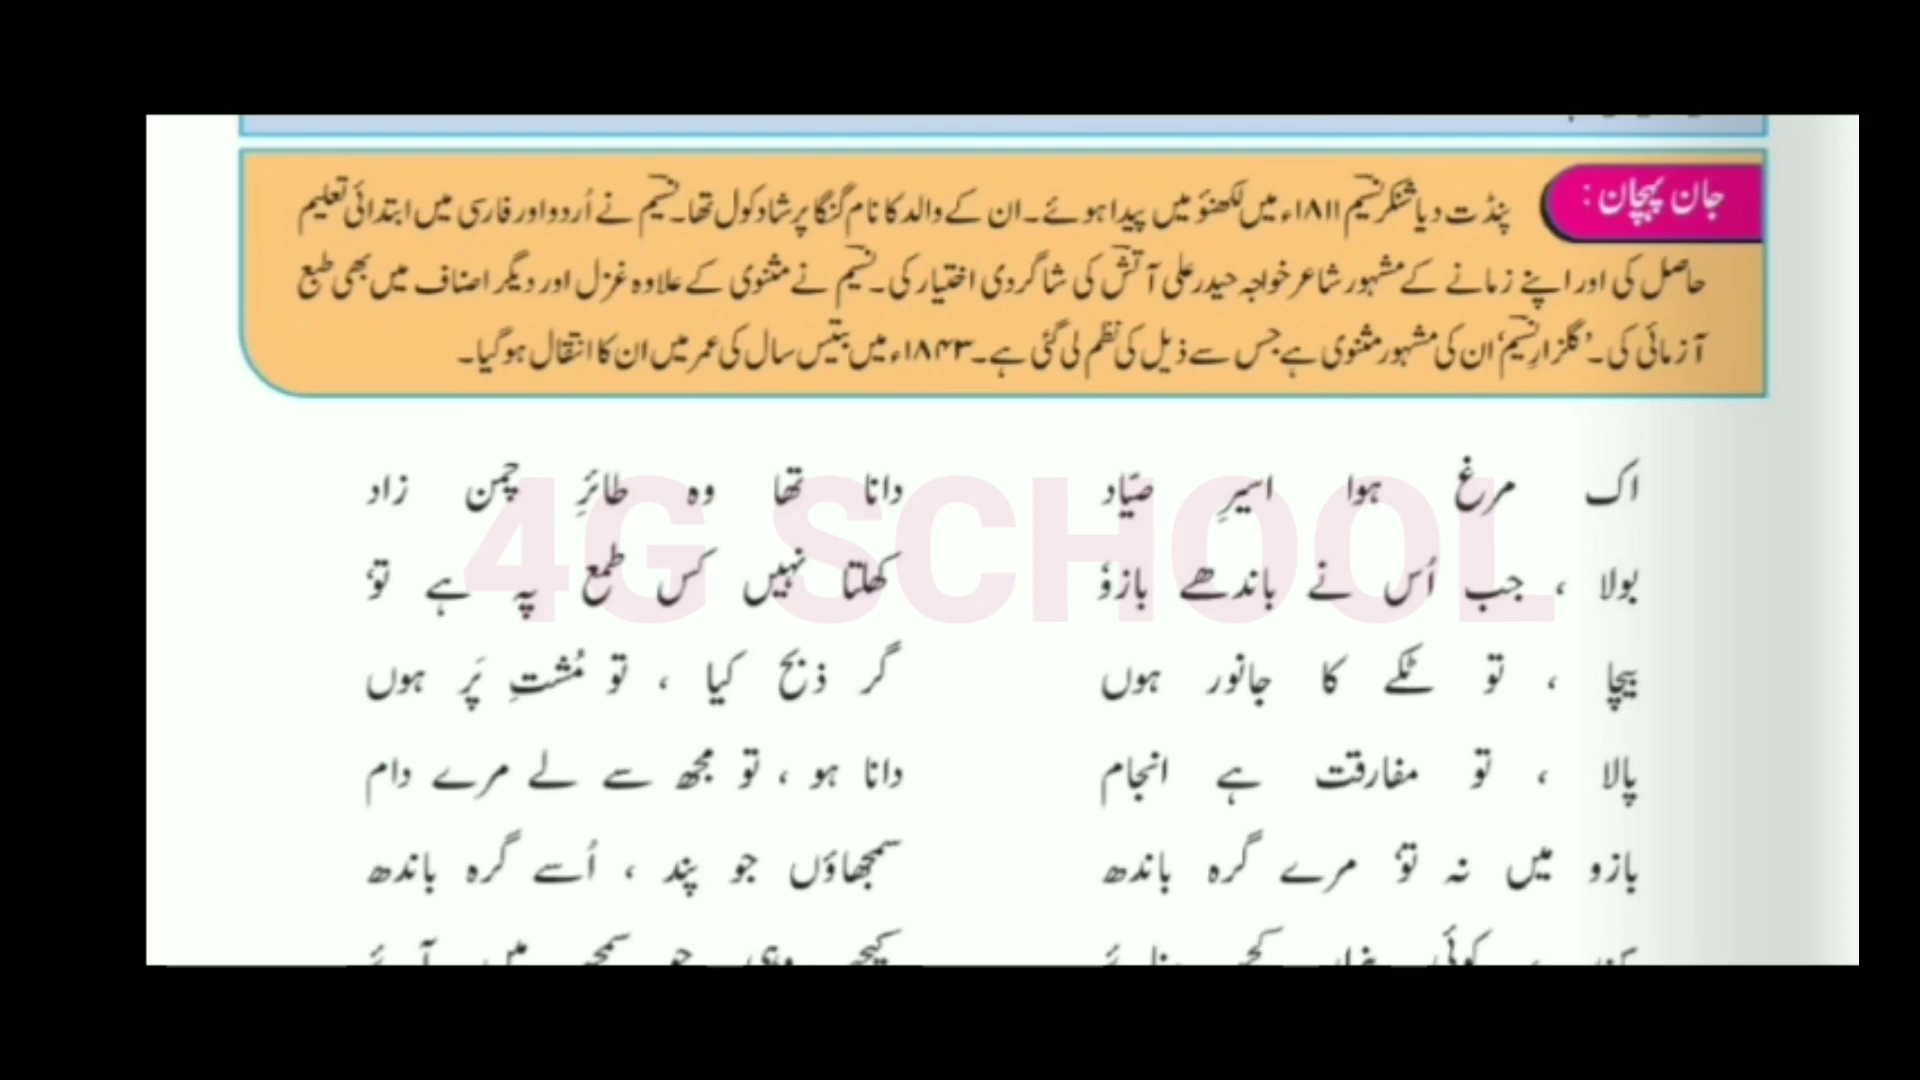 جان پہچان :
پنڈت دیا شنکر نسیم ۱۸۱۱ء میں لکھنؤ میں پیدا ہوئے۔ ان کے والد کا نام گنگا پرشاد کول تھا۔ نسیم نے اُردو اور فارسی میں ابتدائی تعلیم
حاصل کی اور اپنے زمانے کے مشہور شاعر خواجہ حیدر علی آتش کی شاگردی اختیار کی۔ نسیم نے مثنوی کے علاوہ غزل اور دیگر اصناف میں بھی طبع
آزمائی کی۔ ’گلزارِ نسیم‘ ان کی مشہور مثنوی ہے جس سے ذیل کی نظم لی گئی ہے۔ ۱۸۴۳ء میں بتیس سال کی عمر میں ان کا انتقال ہو گیا۔
اک مرغ ہوا اسیرِ صیّاد دانا تھا وہ طائرِ چمن زاد
بولا ، جب اُس نے باندھے بازوٗ کھلتا نہیں کس طمع پہ ہے توٗ
بیچا ، تو ٹکے کا جانور ہوں گر ذبح کیا ، تو مُشتِ پَر ہوں
پالا ، تو مفارقت ہے انجام دانا ہو ، تو مجھ سے لے مرے دام
بازو میں نہ توٗ مرے گرہ باندھ سمجھاؤں جو پند ، اُسے گرہ باندھ
4G SCHOOL